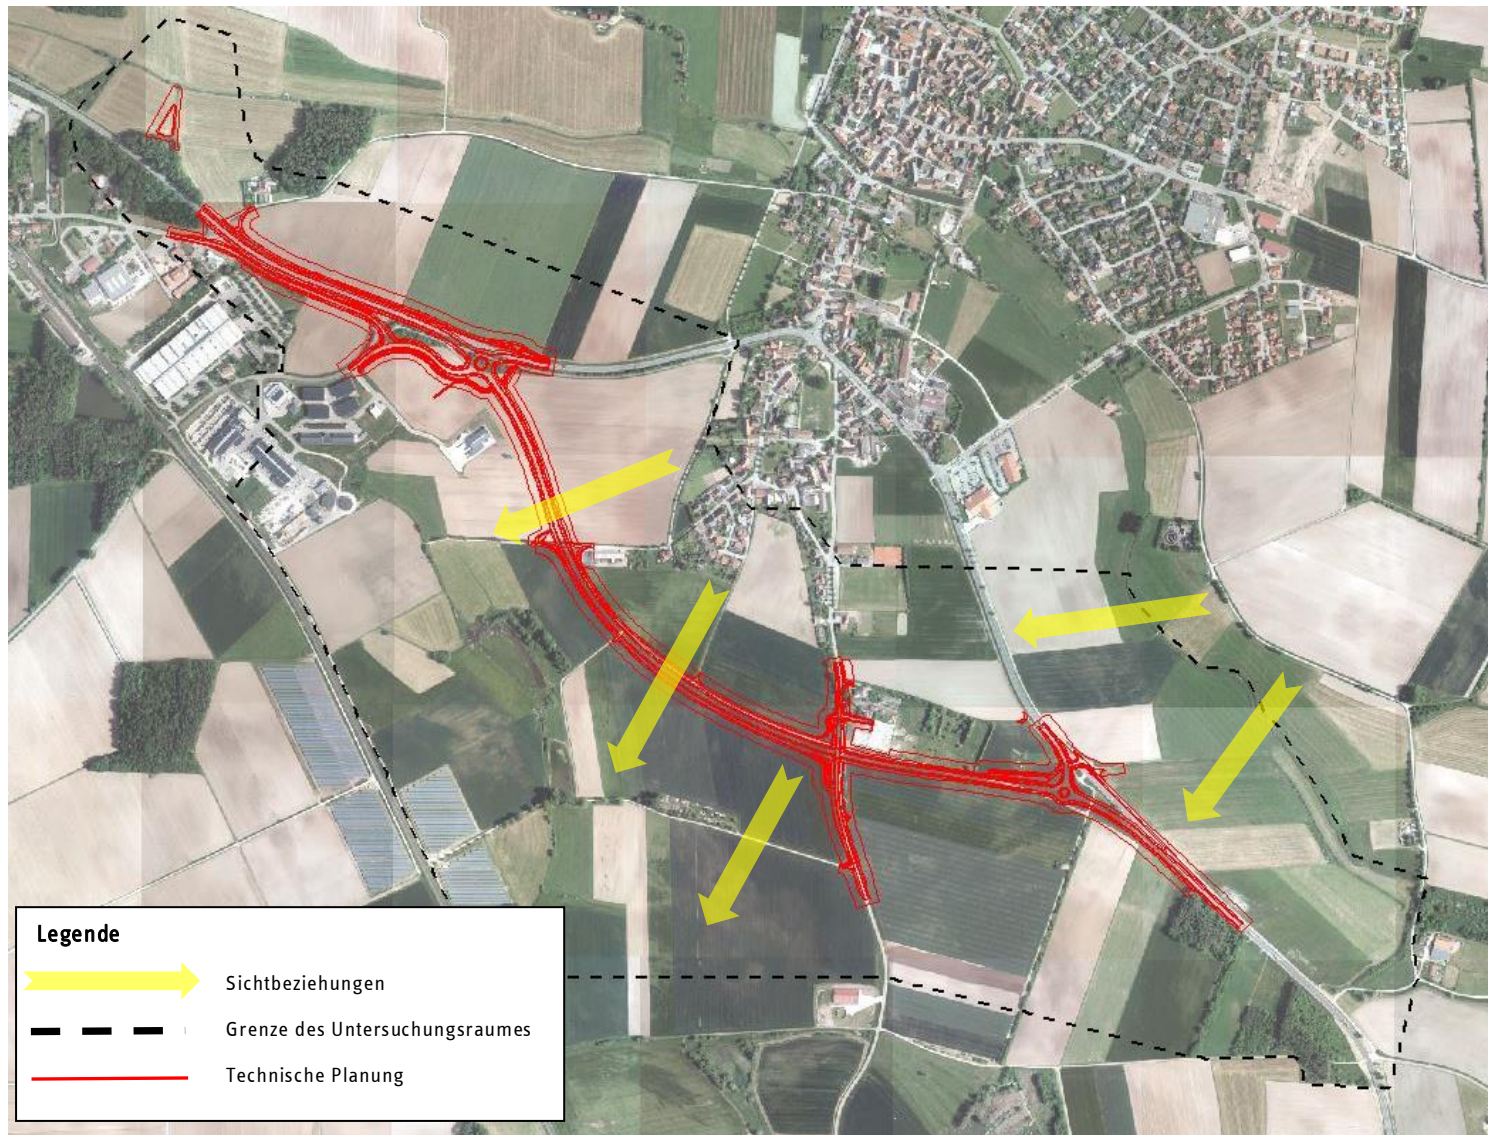 Legende
Sichtbeziehungen
Grenze des Untersuchungsraumes
Technische Planung